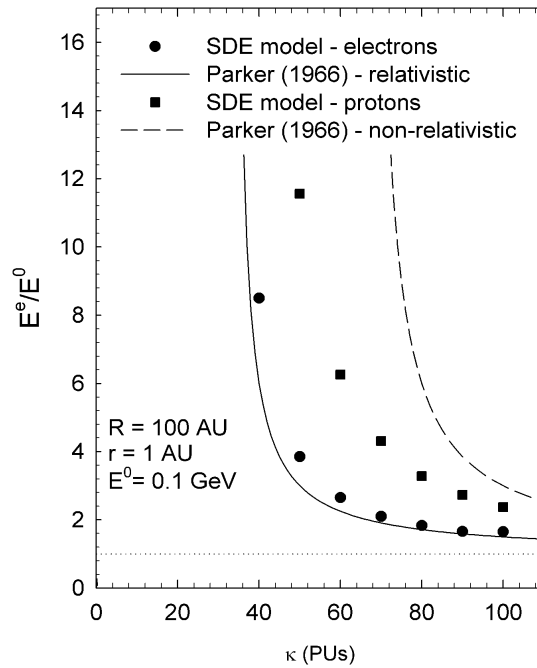 16
14
12
10
8
6
4
2
0
E^e/E^0
SDE model - electrons
Parker (1966) - relativistic
SDE model - protons
Parker (1966) - non-relativistic
R = 100 AU
r = 1 AU
E^0= 0.1 GeV
0 20 40 60 80 100
κ (PUs)